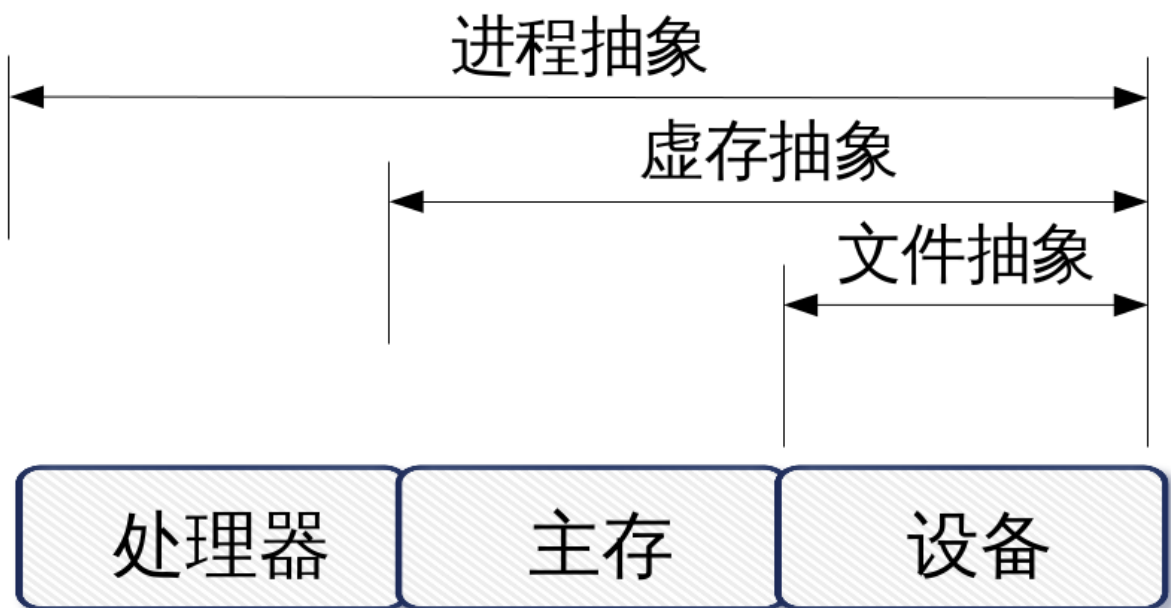 进程抽象
虚存抽象
文件抽象
处理器
主存
设备